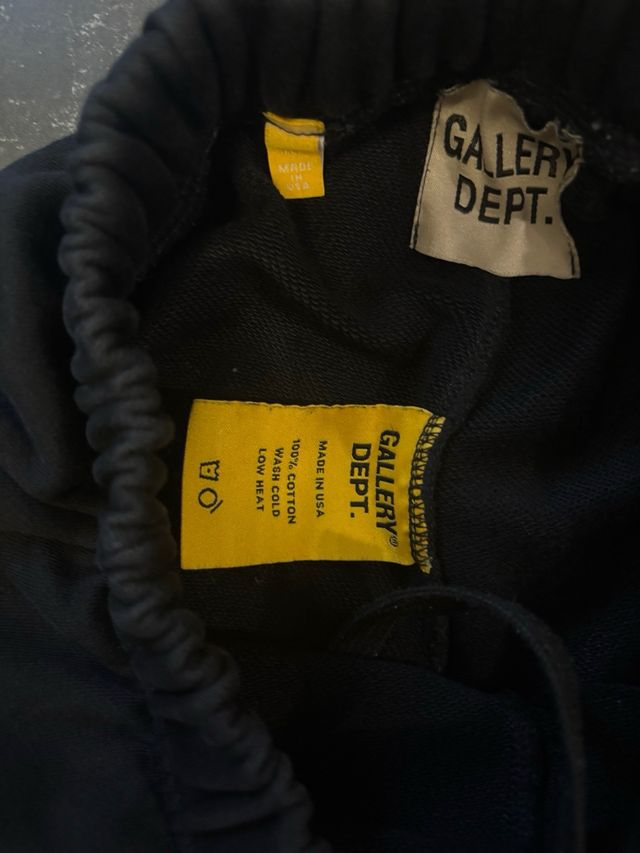 MADE
IN
USA
GALLERY
DEPT.
GALLERY®
DEPT.
MADE IN USA
100% COTTON
WASH COLD
LOW HEAT